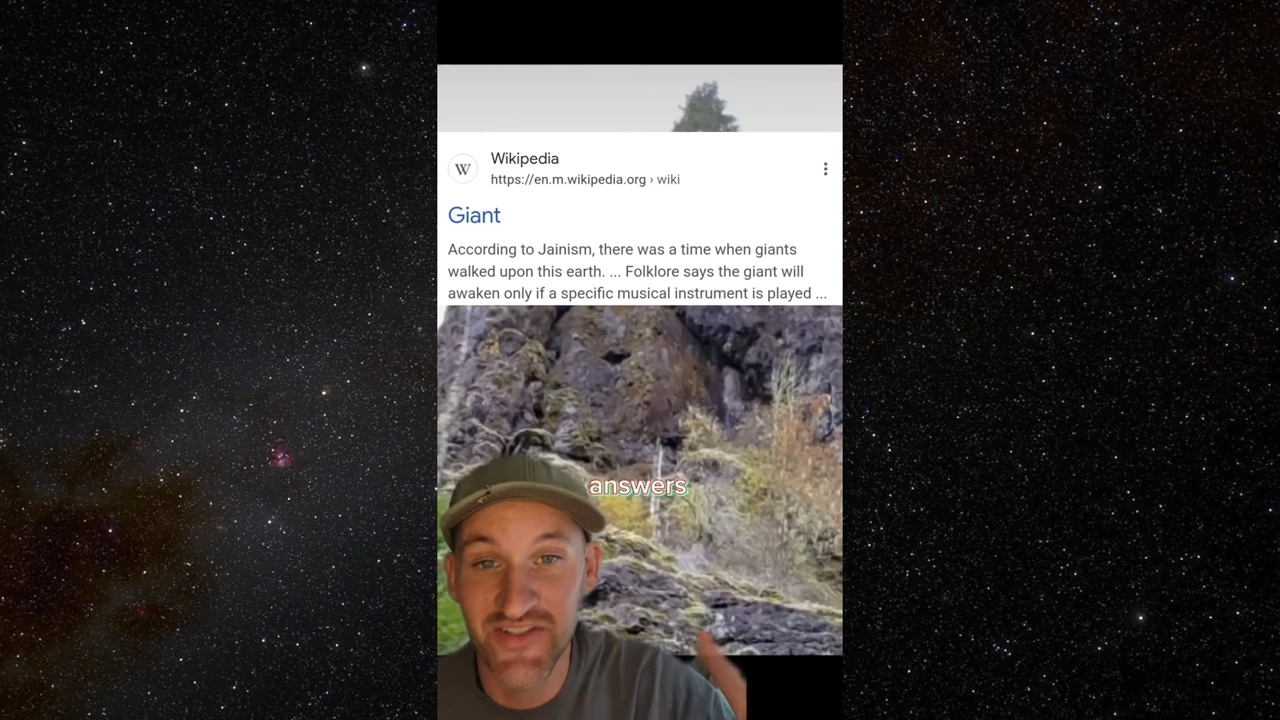 Wikipedia
W
https://en.m.wikipedia.org › wiki
Giant
According to Jainism, there was a time when giants
walked upon this earth. ... Folklore says the giant will
awaken only if a specific musical instrument is played ...
answers